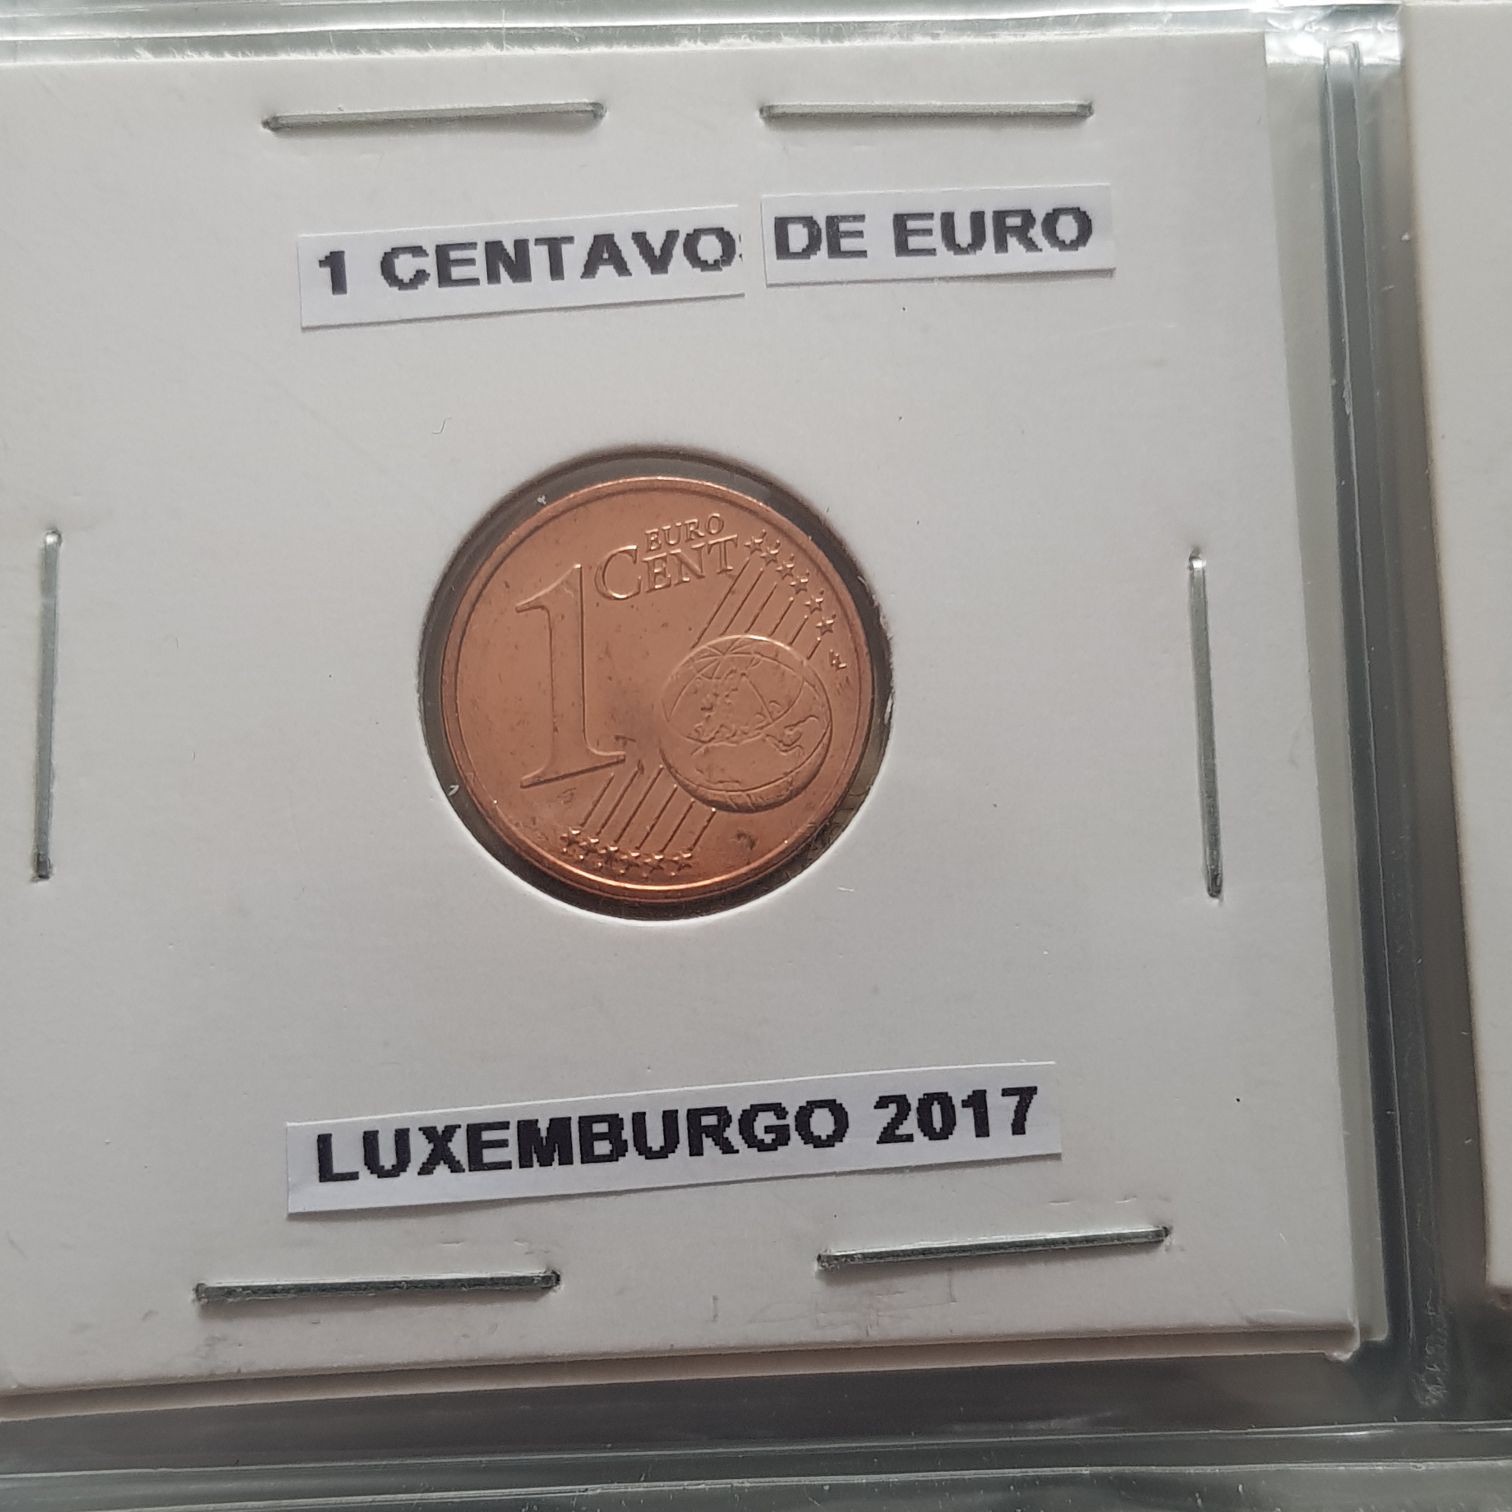 1 CENTAVO DE EURO
1 EURO
CENT
LUXEMBURGO 2017